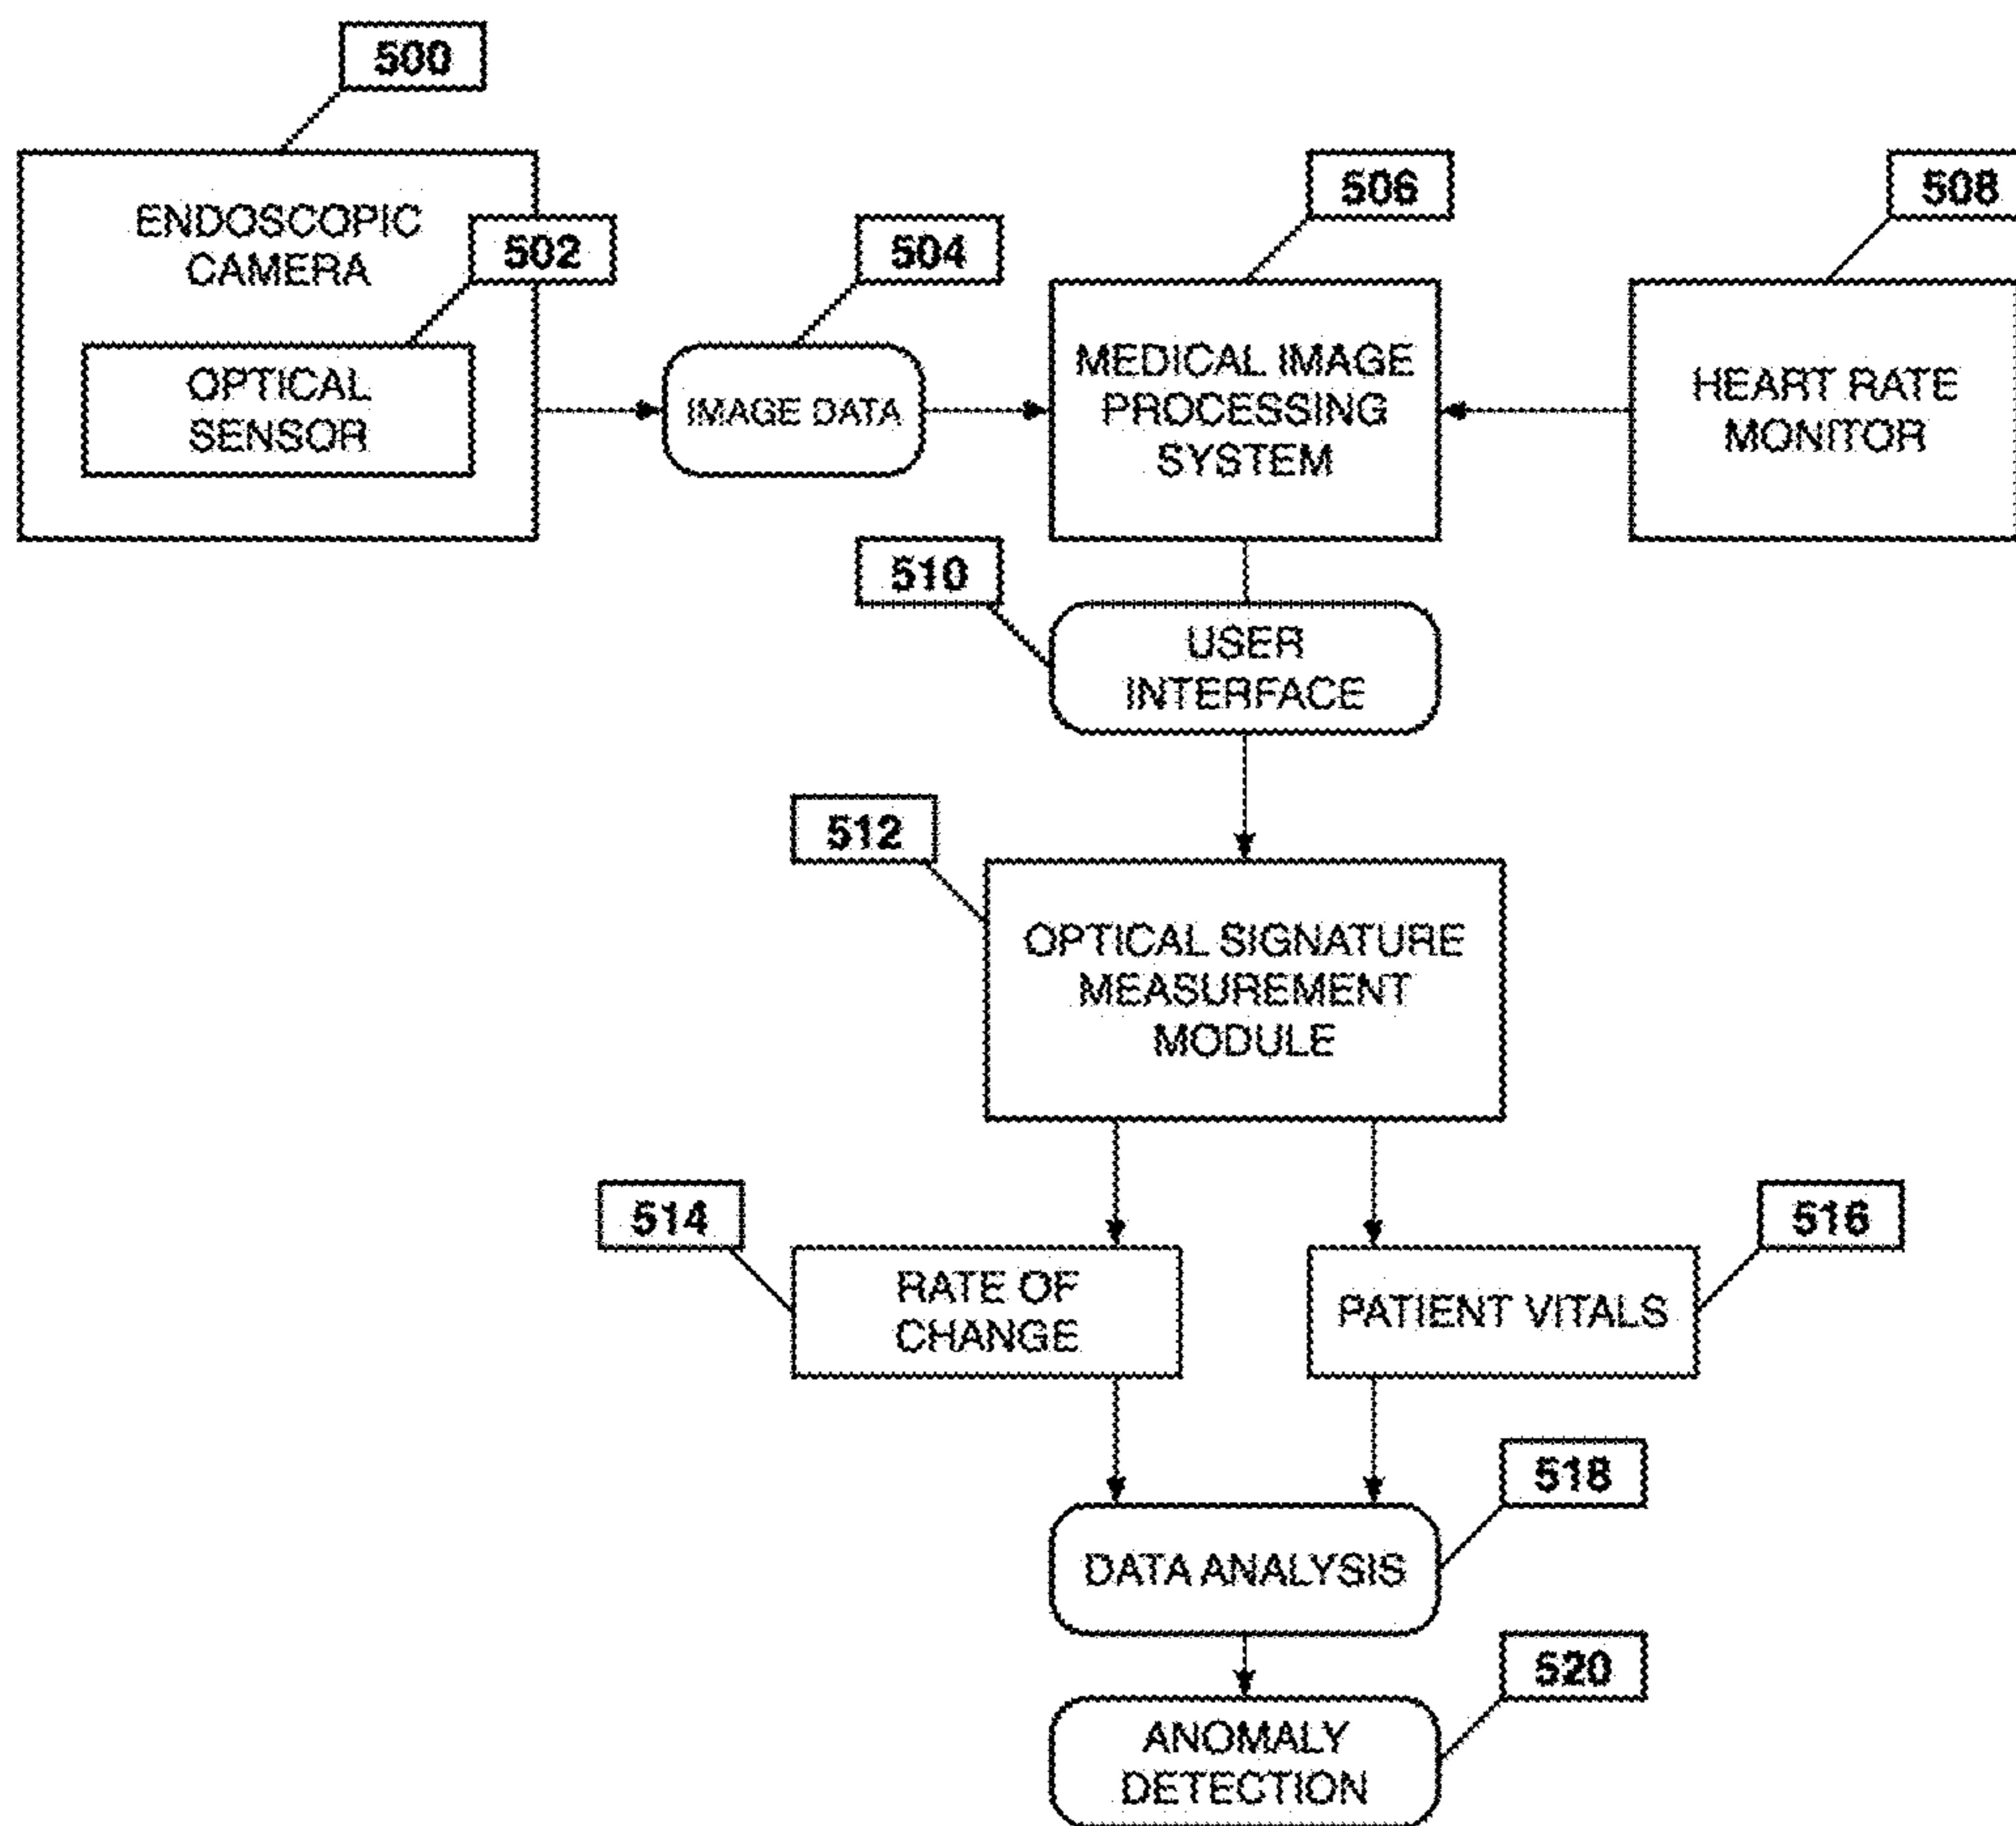 500
ENDOSCOPIC
CAMERA
502
OPTICAL
SENSOR
504
IMAGE DATA
506
MEDICAL IMAGE
PROCESSING
SYSTEM
508
HEART RATE
MONITOR
510
USER
INTERFACE
512
OPTICAL SIGNATURE
MEASUREMENT
MODULE
514
RATE OF
CHANGE
516
PATIENT VITALS
518
DATA ANALYSIS
520
ANOMALY
DETECTION